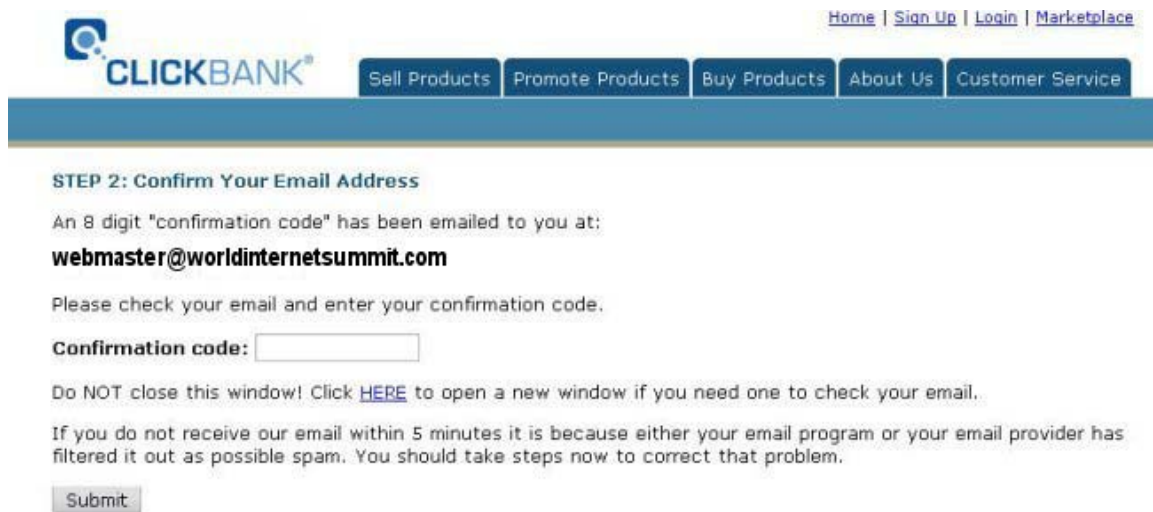 Home | Sign Up | Login | Marketplace
CLICKBANK®
Sell Products Promote Products Buy Products About Us Customer Service
STEP 2: Confirm Your Email Address
An 8 digit "confirmation code" has been emailed to you at:
webmaster@worldinternetsummit.com
Please check your email and enter your confirmation code.
Confirmation code:
Do NOT close this window! Click HERE to open a new window if you need one to check your email.
If you do not receive our email within 5 minutes it is because either your email program or your email provider has
filtered it out as possible spam. You should take steps now to correct that problem.
Submit